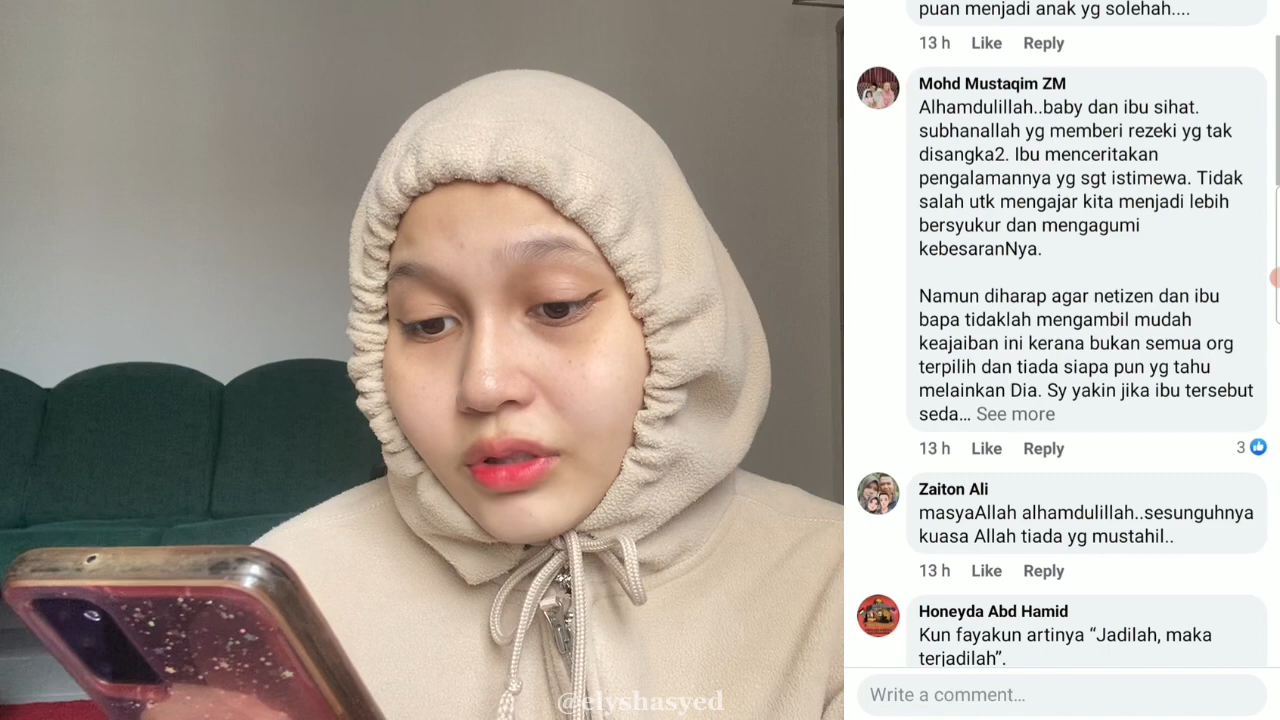 puan menjadi anak yg solehah....
13 h Like Reply
Mohd Mustaqim ZM
Alhamdulillah..baby dan ibu sihat.
subhanallah yg memberi rezeki yg tak
disangka2. Ibu menceritakan
pengalamannya yg sgt istimewa. Tidak
salah utk mengajar kita menjadi lebih
bersyukur dan mengagumi
kebesaranNya.
Namun diharap agar netizen dan ibu
bapa tidaklah mengambil mudah
keajaiban ini kerana bukan semua org
terpilih dan tiada siapa pun yg tahu
melainkan Dia. Sy yakin jika ibu tersebut
seda... See more
13 h Like Reply 3
Zaiton Ali
masyaAllah alhamdulillah..sesunguhnya
kuasa Allah tiada yg mustahil..
13 h Like Reply
Honeyda Abd Hamid
Kun fayakun artinya “Jadilah, maka
terjadilah”.
Write a comment...
@elyshasyed